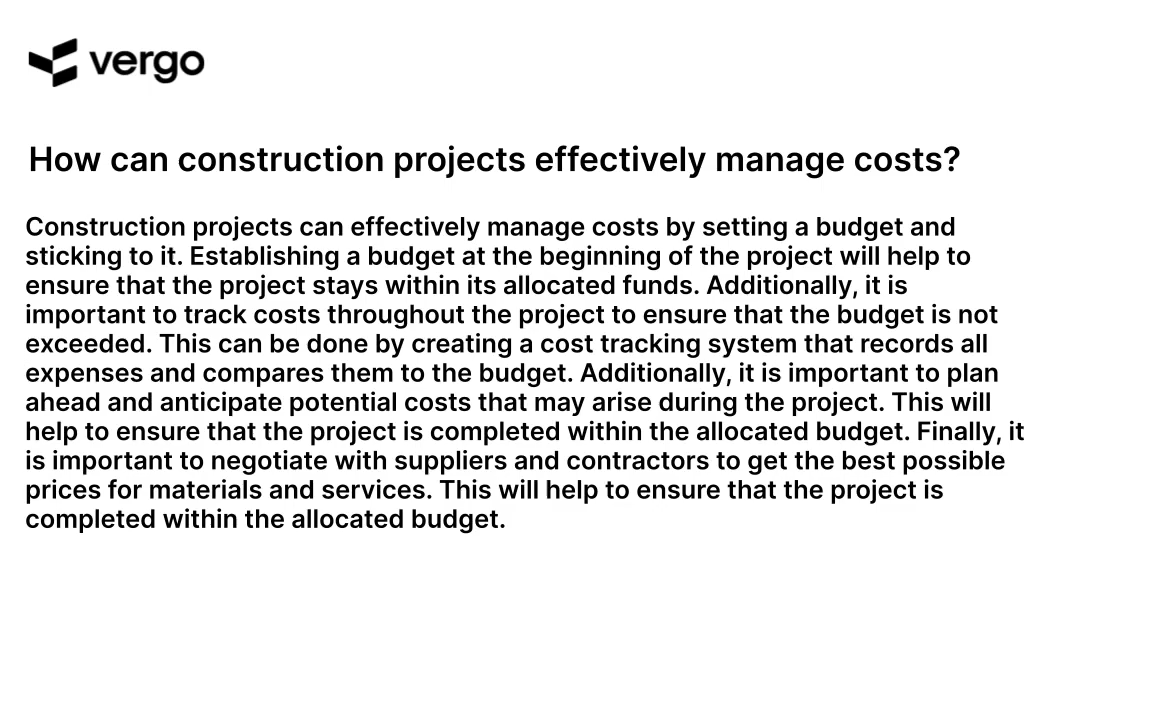 vergo
How can construction projects effectively manage costs?
Construction projects can effectively manage costs by setting a budget and
sticking to it. Establishing a budget at the beginning of the project will help to
ensure that the project stays within its allocated funds. Additionally, it is
important to track costs throughout the project to ensure that the budget is not
exceeded. This can be done by creating a cost tracking system that records all
expenses and compares them to the budget. Additionally, it is important to plan
ahead and anticipate potential costs that may arise during the project. This will
help to ensure that the project is completed within the allocated budget. Finally, it
is important to negotiate with suppliers and contractors to get the best possible
prices for materials and services. This will help to ensure that the project is
completed within the allocated budget.